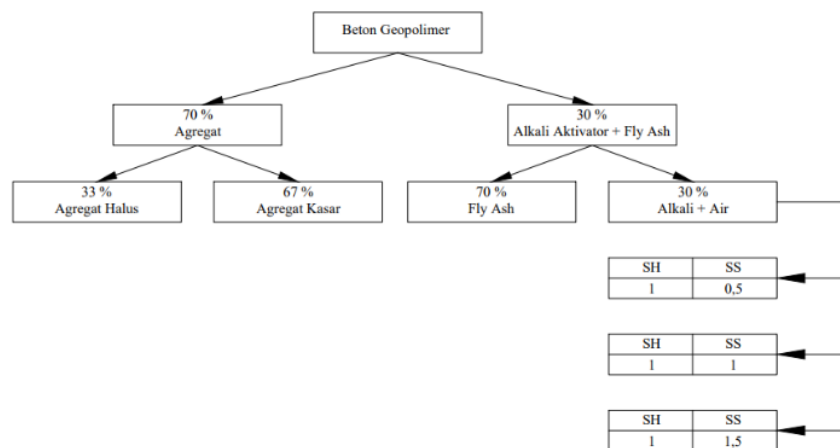 Beton Geopolimer
70 %
Agregat
30 %
Alkali Aktivator + Fly Ash
33 %
Agregat Halus
67 %
Agregat Kasar
70 %
Fly Ash
30 %
Alkali + Air
SH SS
1 0,5
SH SS
1 1
SH SS
1 1,5